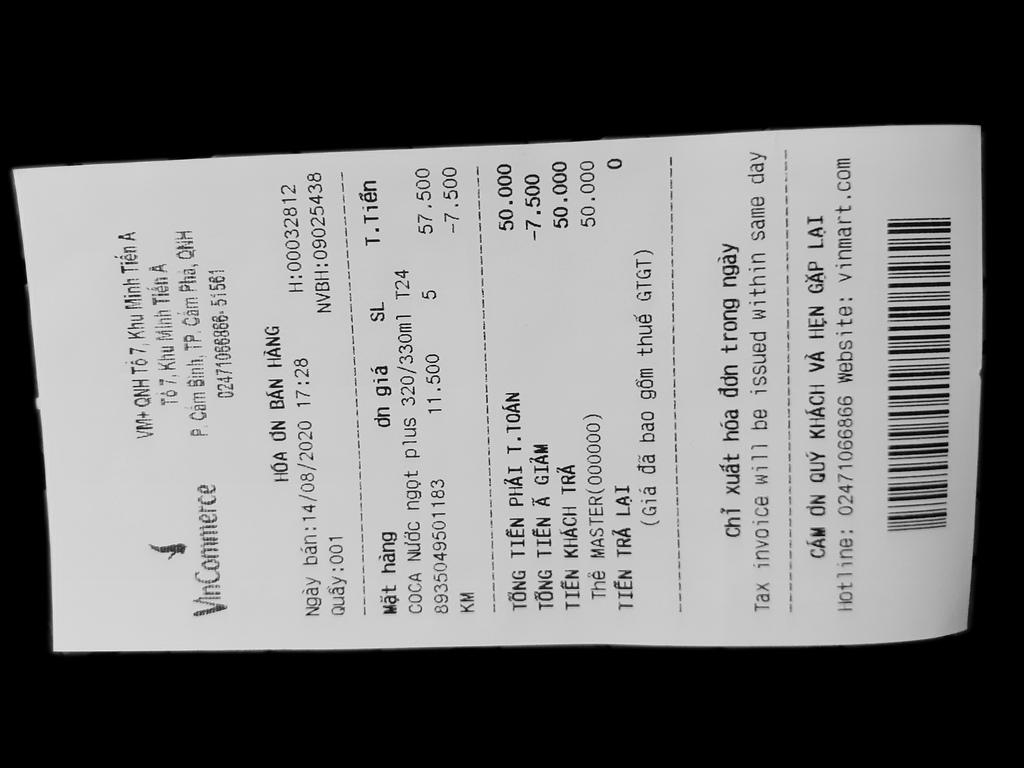 VinCommerce
VM+ QNH Tổ 7, Khu Minh Tiến A
Tổ 7, Khu Minh Tiến A
P. Cẩm Bình, TP. Cẩm Phả, QNH
02471066866-51561
HÓA ƠN BÁN HÀNG
Ngày bán:14/08/2020 17:28 H:00032812
Quầy:001 NVBH:09025438
Mặt hàng đn giá SL T.Tiền
COCA Nước ngọt plus 320/330ml T24
8935049501183 11.500 5 57.500
KM -7.500
TỔNG TIỀN PHẢI T.TOÁN 50.000
TỔNG TIỀN Ã GIẢM -7.500
TIỀN KHÁCH TRẢ 50.000
Thẻ MASTER(000000) 50.000
TIỀN TRẢ LẠI 0
(Giá đã bao gồm thuế GTGT)
Chỉ xuất hóa đơn trong ngày
Tax invoice will be issued within same day
CÁM ƠN QUÝ KHÁCH VÀ HẸN GẶP LẠI
Hotline: 02471066866 Website: vinmart.com